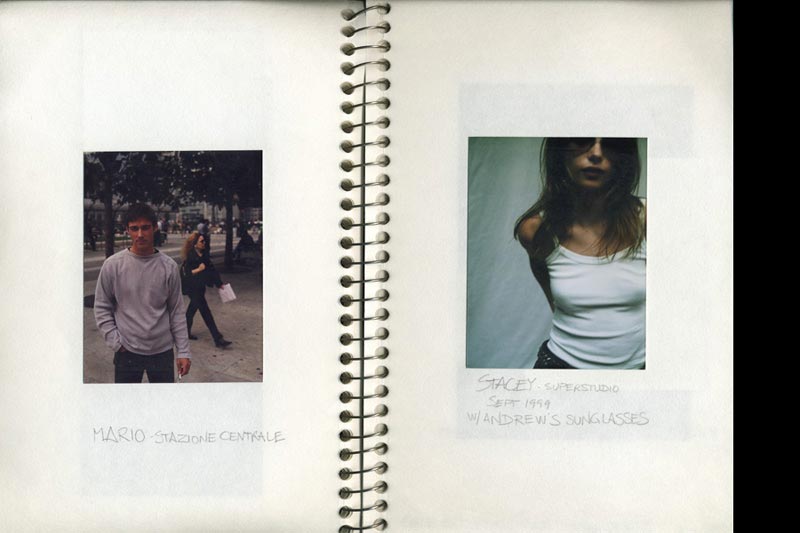 MARIO - STAZIONE CENTRALE
STACEY - SUPERSTUDIO
SEPT 1999
W/ ANDREW'S SUNGLASSES